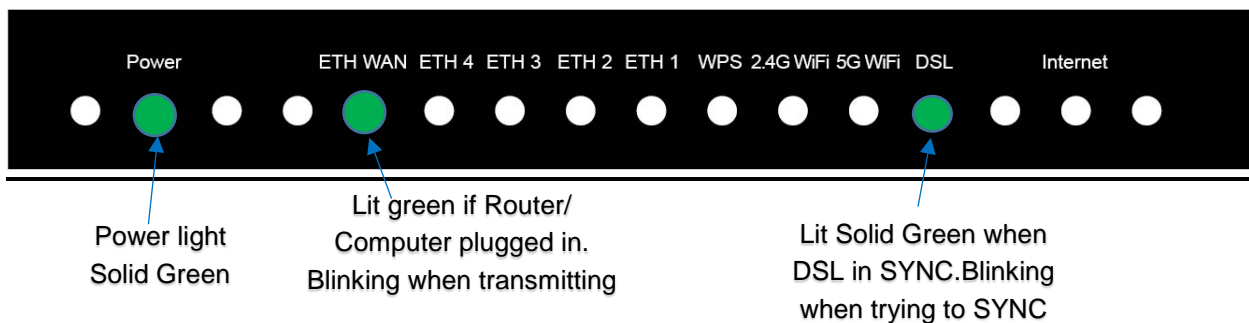 Power ETH WAN ETH 4 ETH 3 ETH 2 ETH 1 WPS 2.4G WiFi 5G WiFi DSL Internet
Power light
Solid Green
Lit green if Router/
Computer plugged in.
Blinking when transmitting
Lit Solid Green when
DSL in SYNC.Blinking
when trying to SYNC